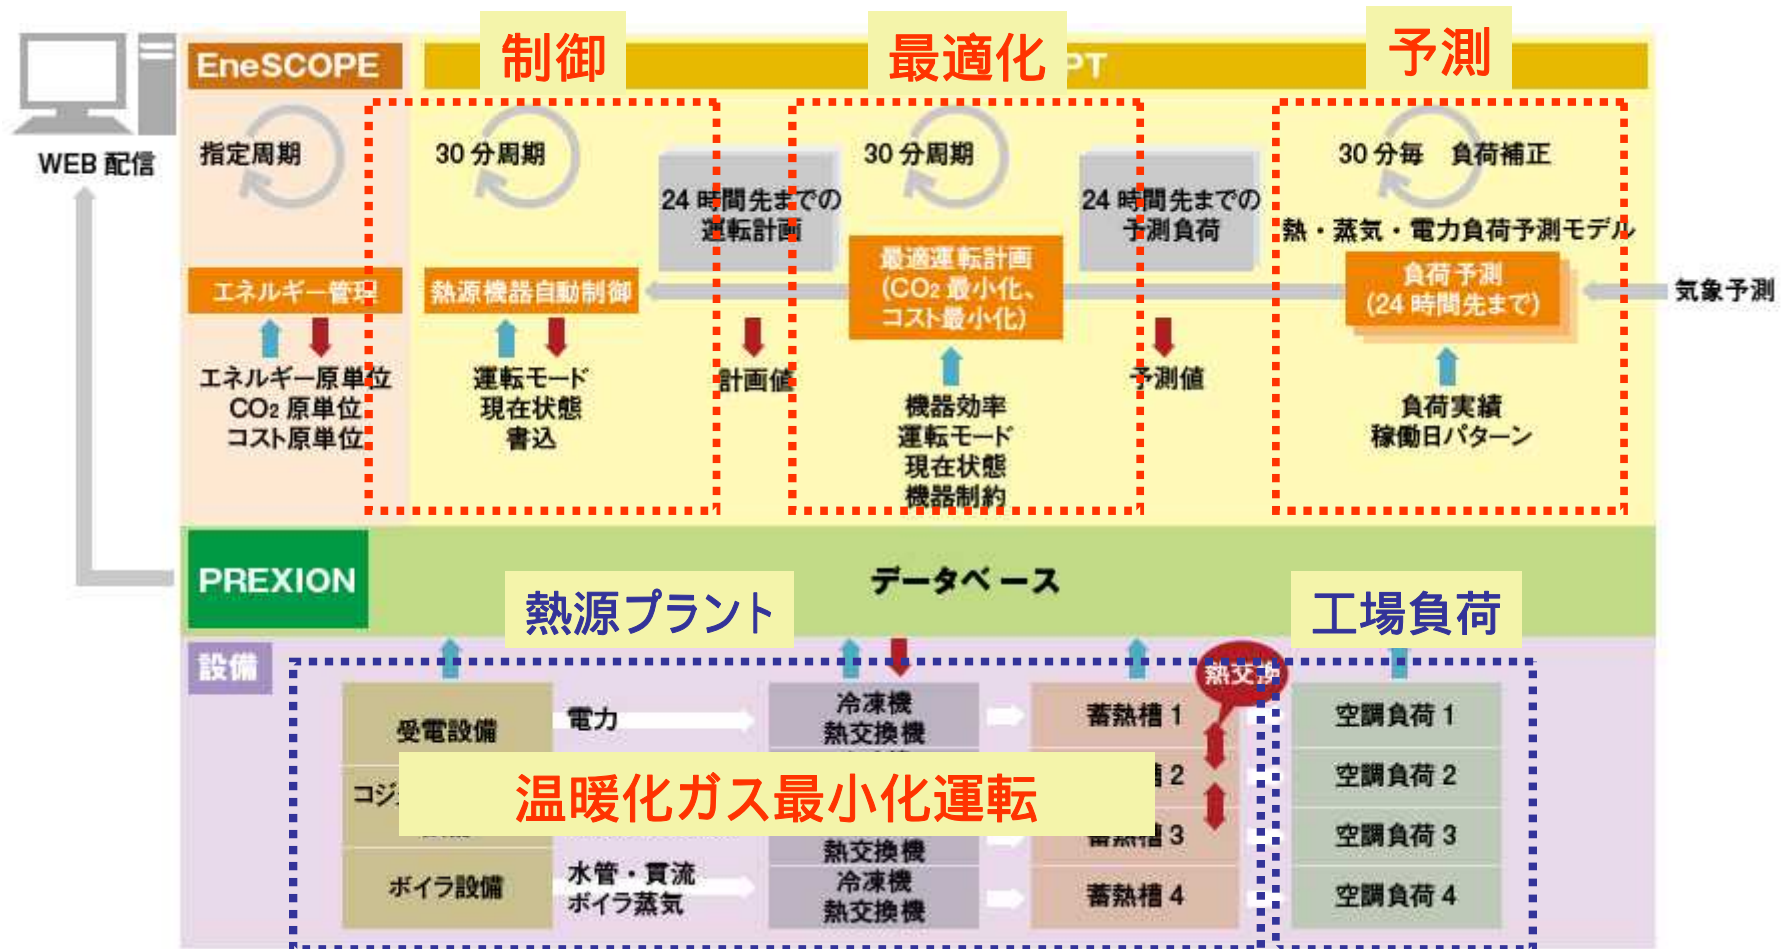 制御
最適化
予測
EneSCOPE
PT
WEB 配信
指定周期
30 分周期
24 時間先までの
運転計画
30 分周期
24 時間先までの
予測負荷
30 分毎　負荷補正
熱・蒸気・電力負荷予測モデル
エネルギー管理
熱源機器自動制御
最適運転計画
(CO2 最小化、
コスト最小化)
負荷予測
(24 時間先まで)
気象予測
エネルギー原単位
CO2 原単位
コスト原単位
運転モード
現在状態
書込
計画値
機器効率
運転モード
現在状態
機器制約
予測値
負荷実績
稼働日パターン
PREXION
データベース
熱源プラント
工場負荷
設備
熱交換
受電設備
電力
冷凍機
熱交換機
蓄熱槽 1
空調負荷 1
コジ
温暖化ガス最小化運転
2
空調負荷 2
熱交換機
蓄熱槽 3
空調負荷 3
ボイラ設備
水管・貫流
ボイラ蒸気
冷凍機
熱交換機
蓄熱槽 4
空調負荷 4